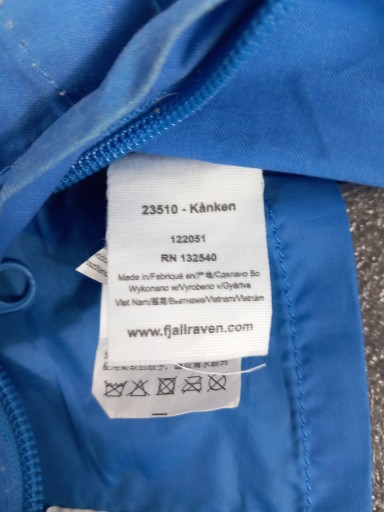 23510 - Kånken
122051
RN 132540
Made in/Fabriqué en/产地/Сделано Во
Wykonano w/Vyrobeno v/Gyártva
Viet Nam/越南/Вьетнам/Vietnam/Vietnám
www.fjallraven.com